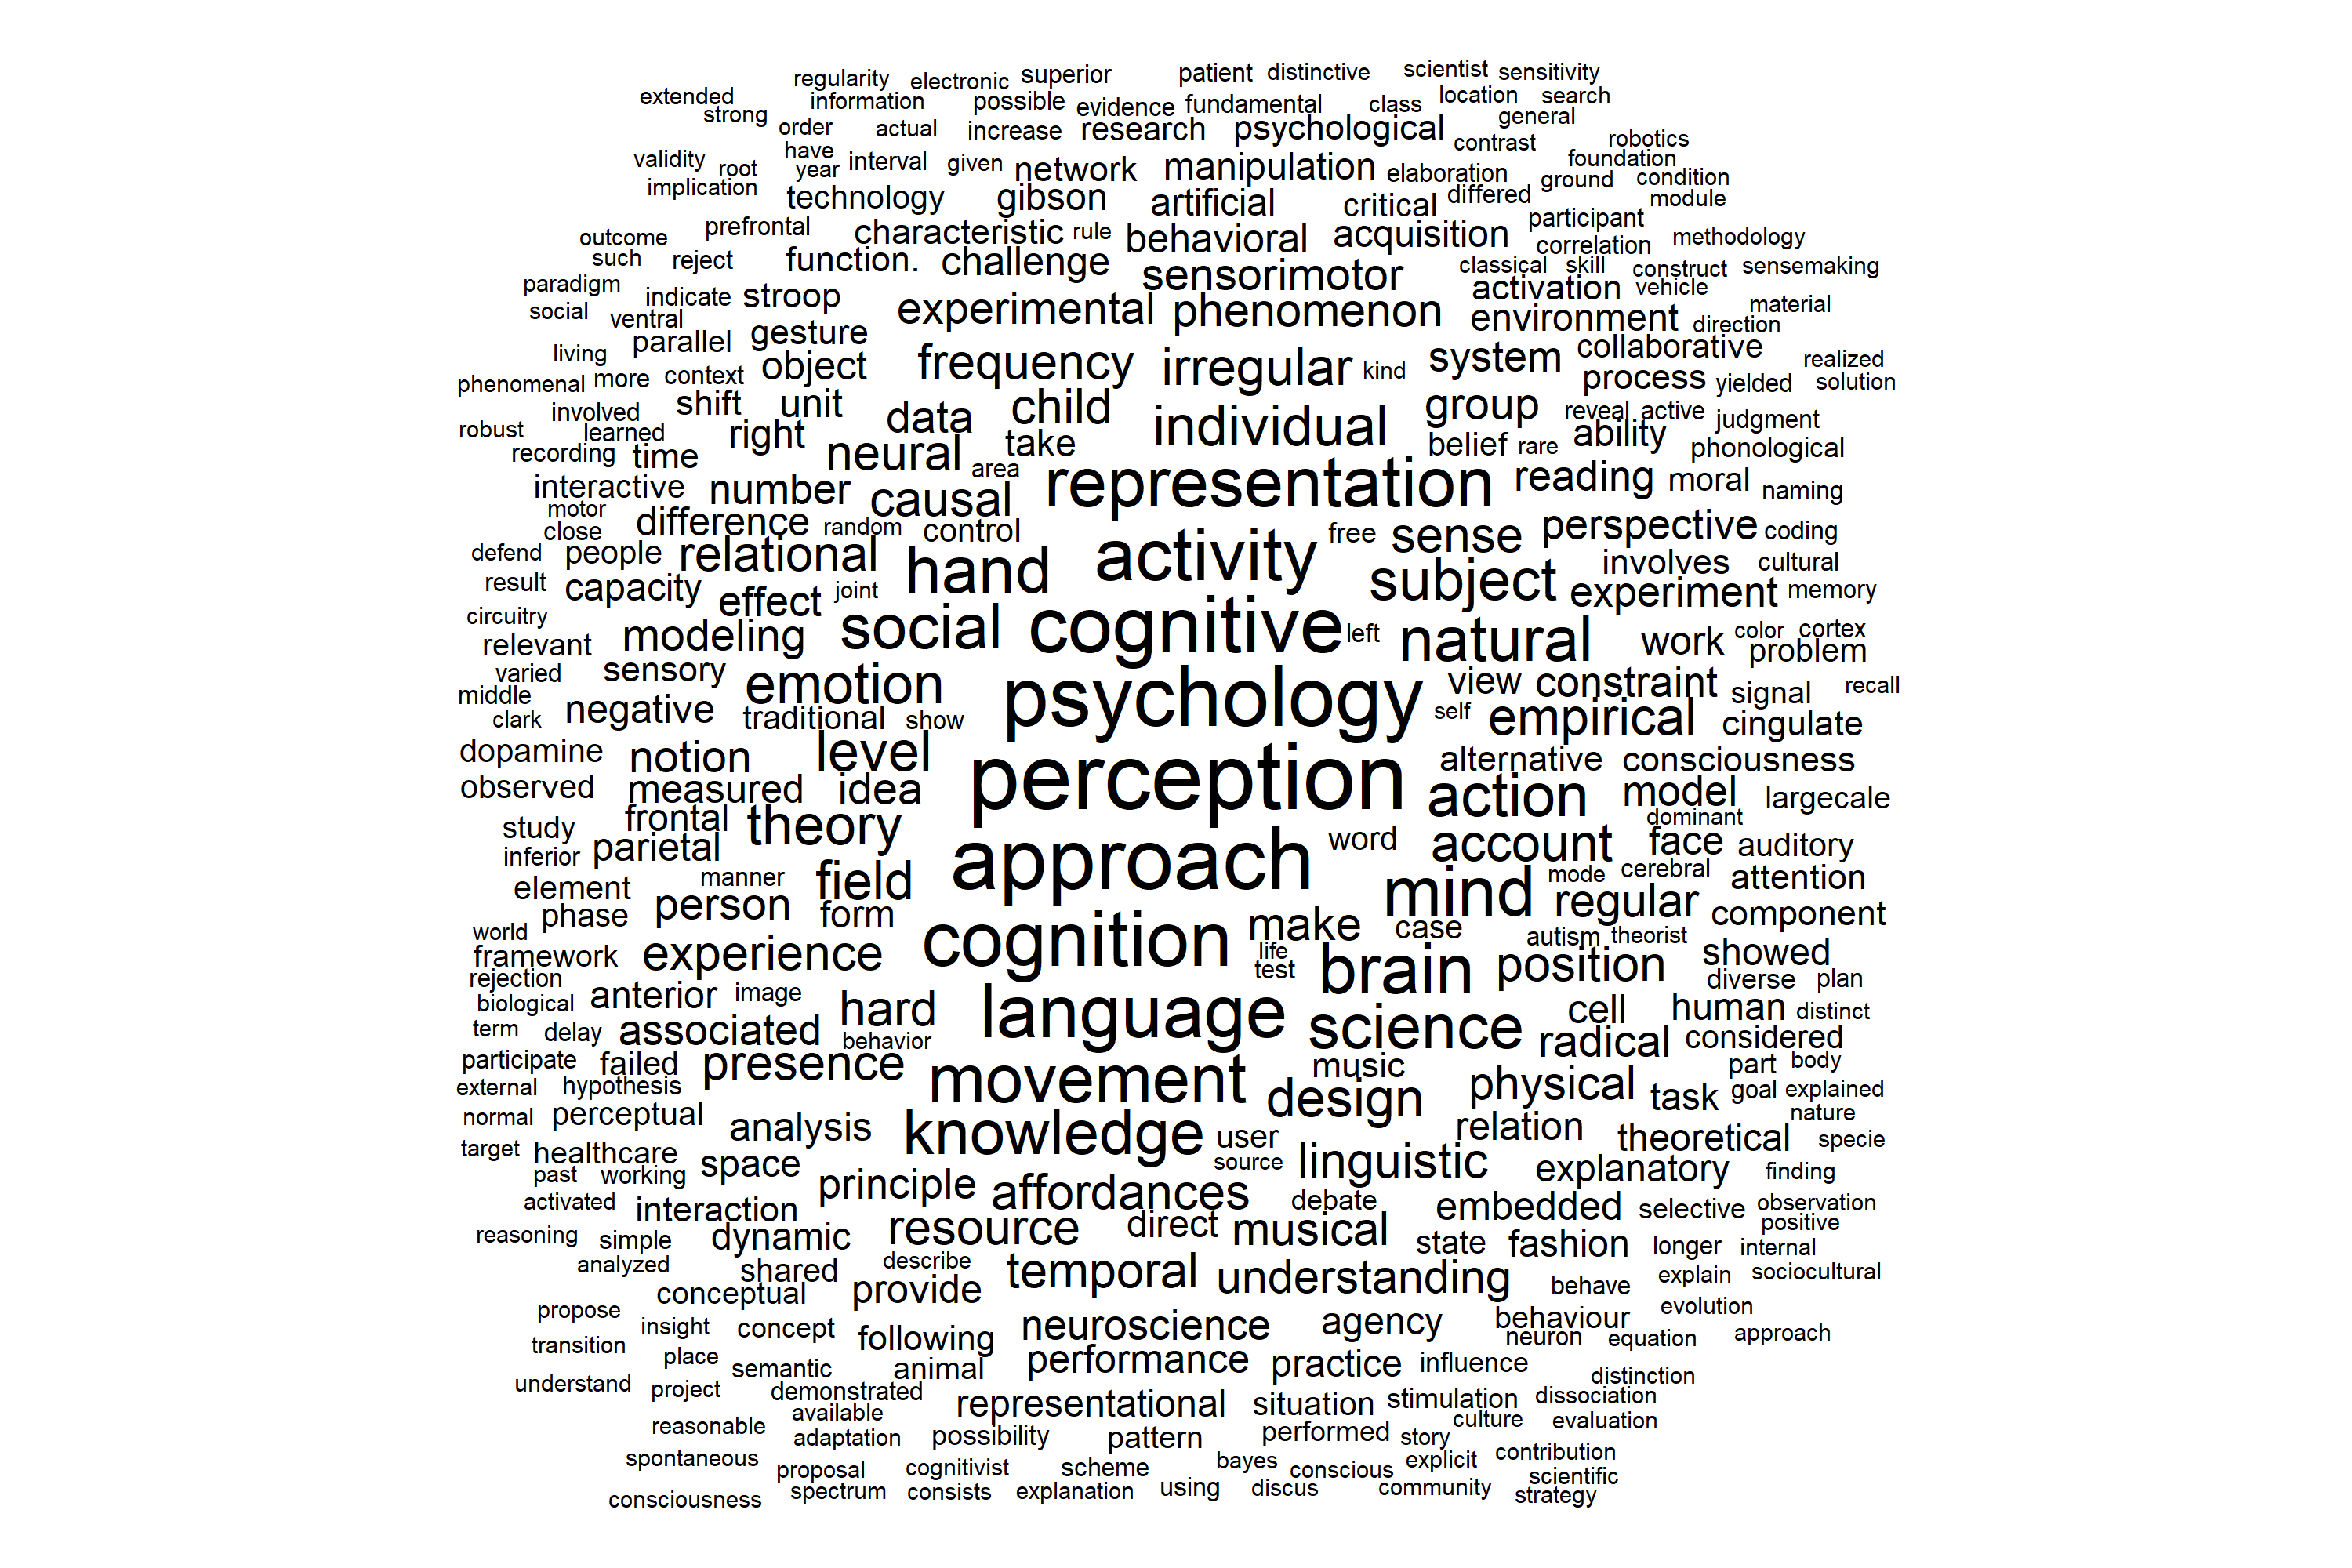 regularity electronic superior patient distinctive scientist sensitivity
extended information possible evidence fundamental class location search
strong order actual increase research psychological general
validity have interval given network manipulation contrast robotics
root year elaboration foundation
implication technology gibson artificial critical differed ground condition module
outcome prefrontal characteristic rule behavioral acquisition participant correlation methodology
such reject function. challenge sensorimotor classical skill construct sensemaking
paradigm indicate stroop experimental phenomenon activation vehicle material
social ventral gesture environment direction
living parallel object frequency irregular kind system collaborative realized
phenomenal more context process yielded solution
involved shift unit data child individual group reveal active judgment
robust learned right neural take belief rare ability phonological
recording time area representation reading moral naming
interactive number causal
motor difference random control activity free sense perspective coding
close
defend people relational hand subject involves cultural
result capacity effect joint experiment memory
circuitry modeling social cognitive left natural work color cortex
relevant problem
varied sensory emotion psychology view constraint signal recall
middle negative traditional show self empirical cingulate
clark
dopamine notion level perception alternative consciousness
observed measured idea action model largecale
study frontal theory approach word account dominant face auditory
inferior parietal
element manner field mind mode cerebral attention
phase person form cognition make case regular component
world autism theorist
framework experience life brain position showed
rejection test diverse plan
biological anterior image hard language science cell human distinct
term delay associated behavior radical considered
participate failed presence movement music physical part body
external hypothesis design task goal explained
normal perceptual analysis knowledge user relation theoretical nature specie
target healthcare space source linguistic explanatory finding
past working principle affordances debate embedded selective observation
activated interaction resource direct musical state fashion positive
reasoning simple dynamic longer internal
analyzed shared describe temporal understanding behave explain sociocultural
conceptual provide
propose insight concept following neuroscience agency behaviour evolution
transition neuron equation approach
place semantic animal performance practice influence distinction
understand project demonstrated representational situation stimulation dissociation
reasonable available culture evaluation
adaptation possibility pattern performed story
spontaneous proposal cognitivist scheme bayes conscious explicit contribution
scientific
consciousness spectrum consists explanation using discus community strategy